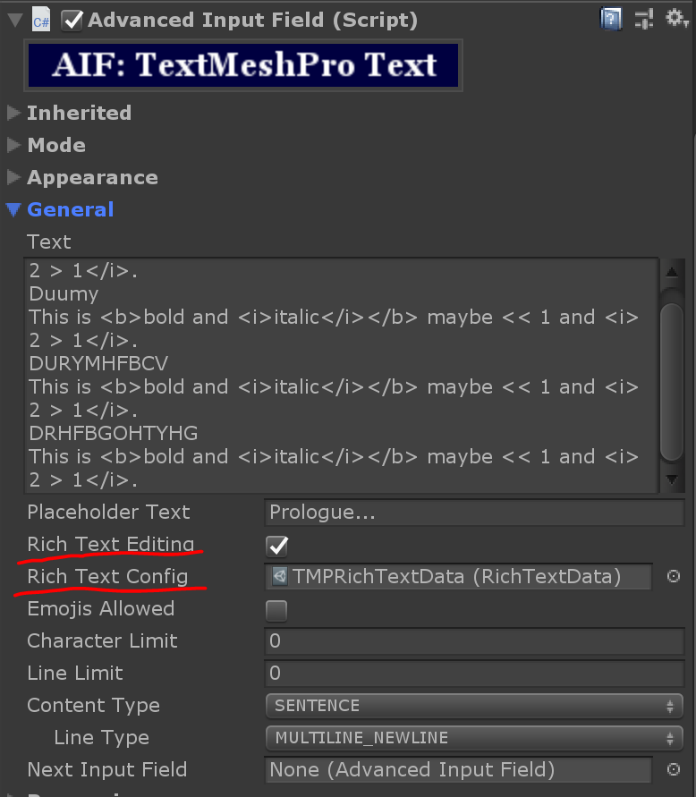 C#
Advanced Input Field (Script)
AIF: TextMeshPro Text
Inherited
Mode
Appearance
General
Text
2 > 1</i>.
Duumy
This is <b>bold and <i>italic</i></b> maybe << 1 and <i>
2 > 1</i>.
DURYMHFBCV
This is <b>bold and <i>italic</i></b> maybe << 1 and <i>
2 > 1</i>.
DRHFBGOHTYHG
This is <b>bold and <i>italic</i></b> maybe << 1 and <i>
2 > 1</i>.
Placeholder Text Prologue...
Rich Text Editing
Rich Text Config TMPRichTextData (RichTextData)
Emojis Allowed
Character Limit 0
Line Limit 0
Content Type SENTENCE
Line Type MULTILINE_NEWLINE
Next Input Field None (Advanced Input Field)